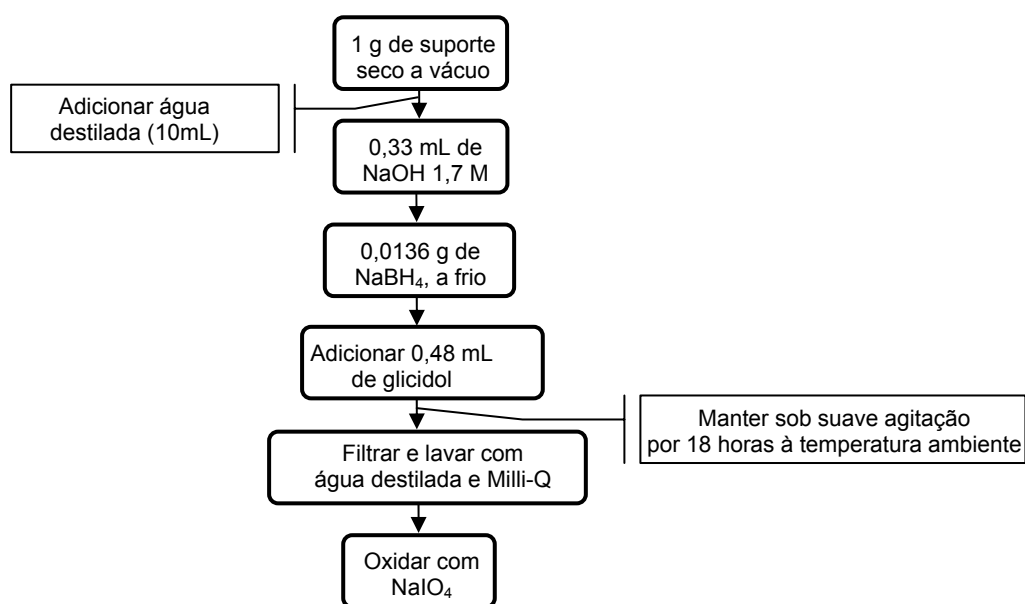 1 g de suporte
seco a vácuo
Adicionar água
destilada (10mL)
0,33 mL de
NaOH 1,7 M
0,0136 g de
NaBH₄, a frio
Adicionar 0,48 mL
de glicidol
Manter sob suave agitação
por 18 horas à temperatura ambiente
Filtrar e lavar com
água destilada e Milli-Q
Oxidar com
NaIO₄